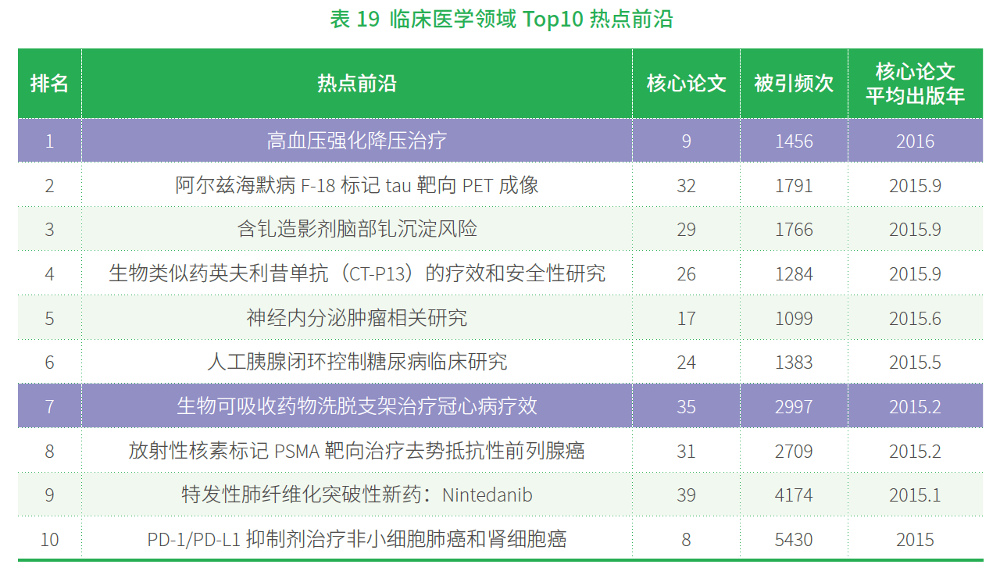 表 19 临床医学领域 Top10 热点前沿
排名 热点前沿 核心论文 被引频次 核心论文
平均出版年
1 高血压强化降压治疗 9 1456 2016
2 阿尔兹海默病 F-18 标记 tau 靶向 PET 成像 32 1791 2015.9
3 含钆造影剂脑部钆沉淀风险 29 1766 2015.9
4 生物类似药英夫利昔单抗（CT-P13）的疗效和安全性研究 26 1284 2015.9
5 神经内分泌肿瘤相关研究 17 1099 2015.6
6 人工胰腺闭环控制糖尿病临床研究 24 1383 2015.5
7 生物可吸收药物洗脱支架治疗冠心病疗效 35 2997 2015.2
8 放射性核素标记 PSMA 靶向治疗去势抵抗性前列腺癌 31 2709 2015.2
9 特发性肺纤维化突破性新药：Nintedanib 39 4174 2015.1
10 PD-1/PD-L1 抑制剂治疗非小细胞肺癌和肾细胞癌 8 5430 2015